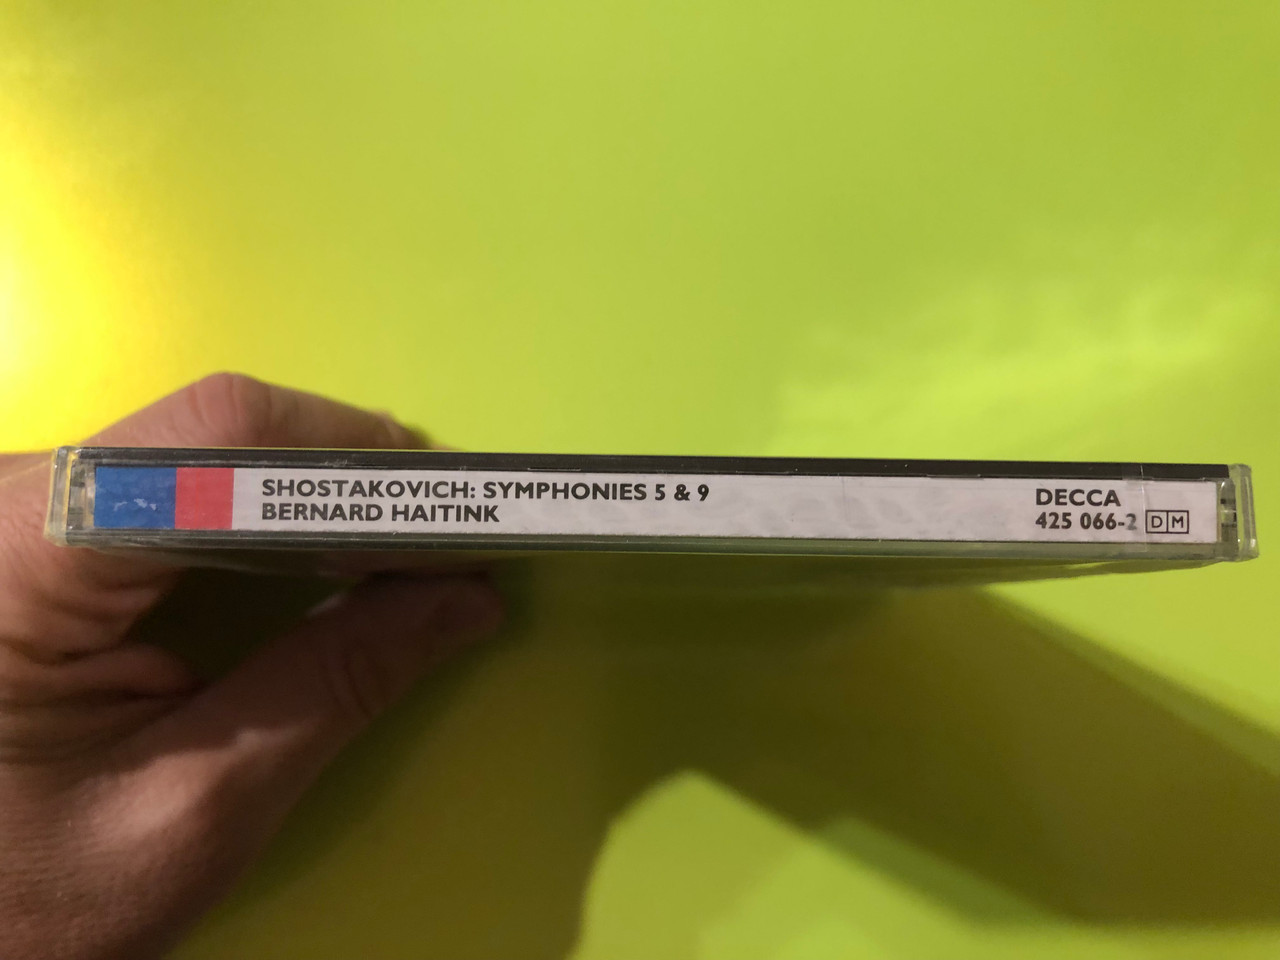 SHOSTAKOVICH: SYMPHONIES 5 & 9
BERNARD HAITINK
DECCA
425 066-2 DM